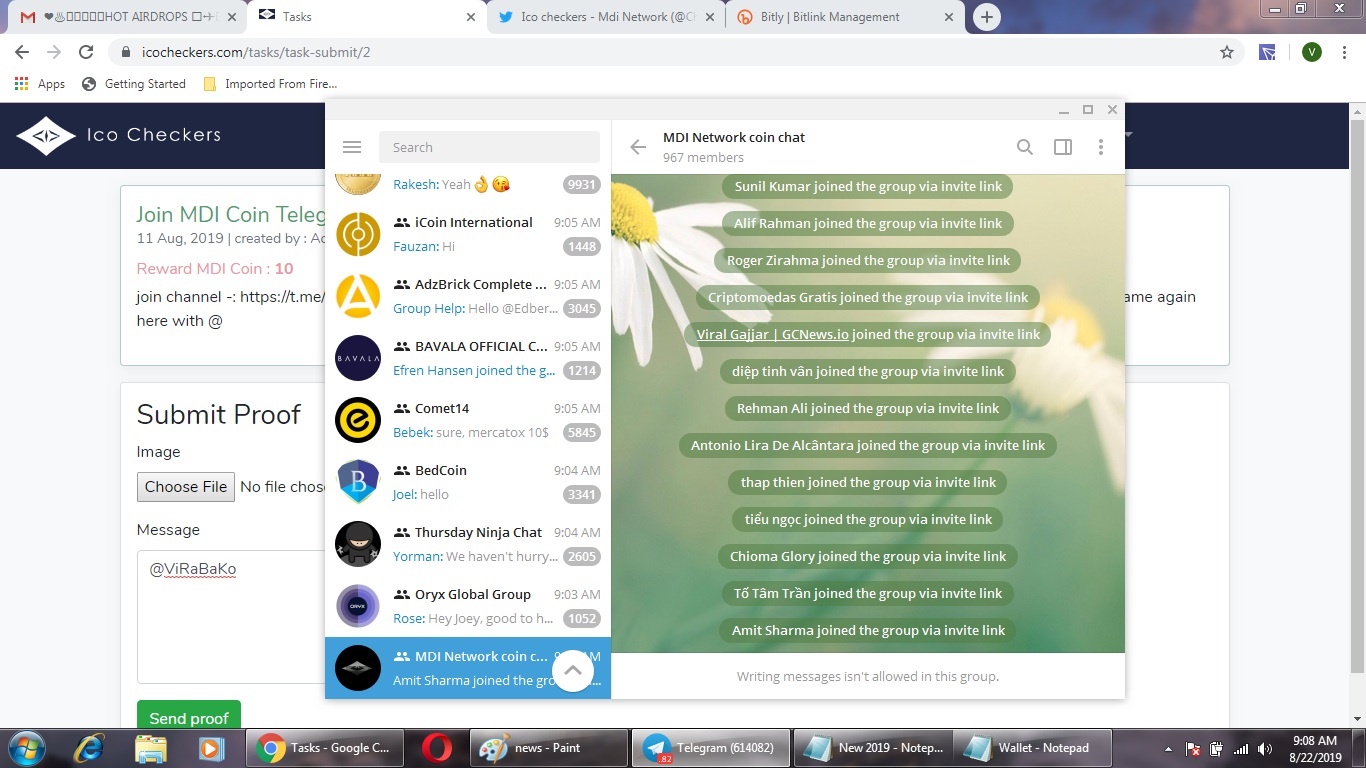 ❤♨▯▯▯▯▯HOT AIRDROPS
Tasks
Ico checkers - Mdi Network (@C
Bitly | Bitlink Management
icocheckers.com/tasks/task-submit/2
V
Apps
Getting Started
Imported From Fire...
Ico Checkers
Join MDI Coin Teleg
11 Aug, 2019 | created by : Ad
Reward MDI Coin : 10
join channel -: https://t.me/
ame again
here with @
Submit Proof
Image
Choose File No file chose
Message
@ViRaBaKo
Send proof
Search
Rakesh: Yeah 👌😘 9931
iCoin International 9:05 AM
Fauzan: Hi 1448
AdzBrick Complete ... 9:05 AM
Group Help: Hello @Edber... 3045
BAVALA OFFICIAL C... 9:05 AM
BAVALA
Efren Hansen joined the g... 1214
Comet14 9:05 AM
Bebek: sure, mercatox 10$ 5845
BedCoin 9:04 AM
B
Joel: hello 3341
Thursday Ninja Chat 9:04 AM
Yorman: We haven't hurry... 2605
Oryx Global Group 9:03 AM
ORYX
Rose: Hey Joey, good to h... 1052
MDI Network coin c...
Amit Sharma joined the gro
MDI Network coin chat
967 members
Sunil Kumar joined the group via invite link
Alif Rahman joined the group via invite link
Roger Zirahma joined the group via invite link
Criptomoedas Gratis joined the group via invite link
Viral Gajjar | GCNews.io joined the group via invite link
diệp tinh vân joined the group via invite link
Rehman Ali joined the group via invite link
Antonio Lira De Alcântara joined the group via invite link
thap thien joined the group via invite link
tiểu ngọc joined the group via invite link
Chioma Glory joined the group via invite link
Tố Tâm Trần joined the group via invite link
Amit Sharma joined the group via invite link
Writing messages isn't allowed in this group.
Tasks - Google C...
news - Paint
Telegram (614082)
.82
New 2019 - Notep...
Wallet - Notepad
9:08 AM
8/22/2019